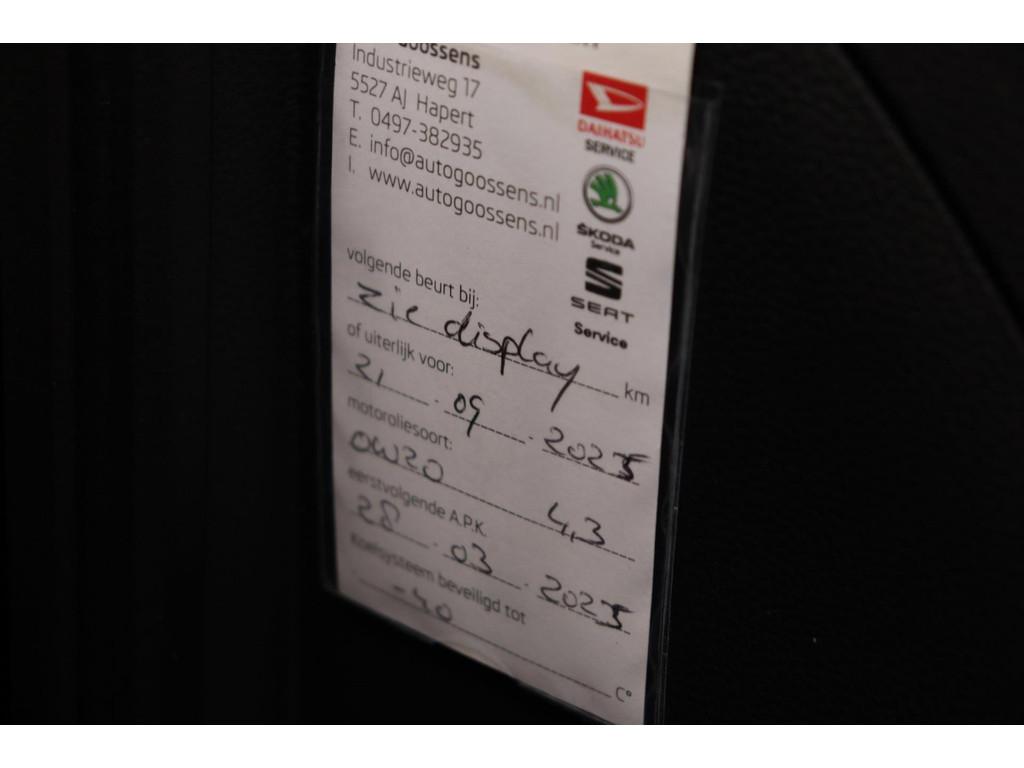 Goossens
Industrieweg 17
5527 AJ Hapert
T. 0497-382935
E. info@autogoossens.nl
I. www.autogoossens.nl
DAIHATSU
SERVICE
ŠKODA
Service
SEAT
Service
volgende beurt bij:
zie display km
of uiterlijk voor:
21 - 09 - 2025
motoroliesoort:
0W20 4,3
eerstvolgende A.P.K.
28 - 03 - 2025
Koelsysteem beveiligd tot
-40 C°